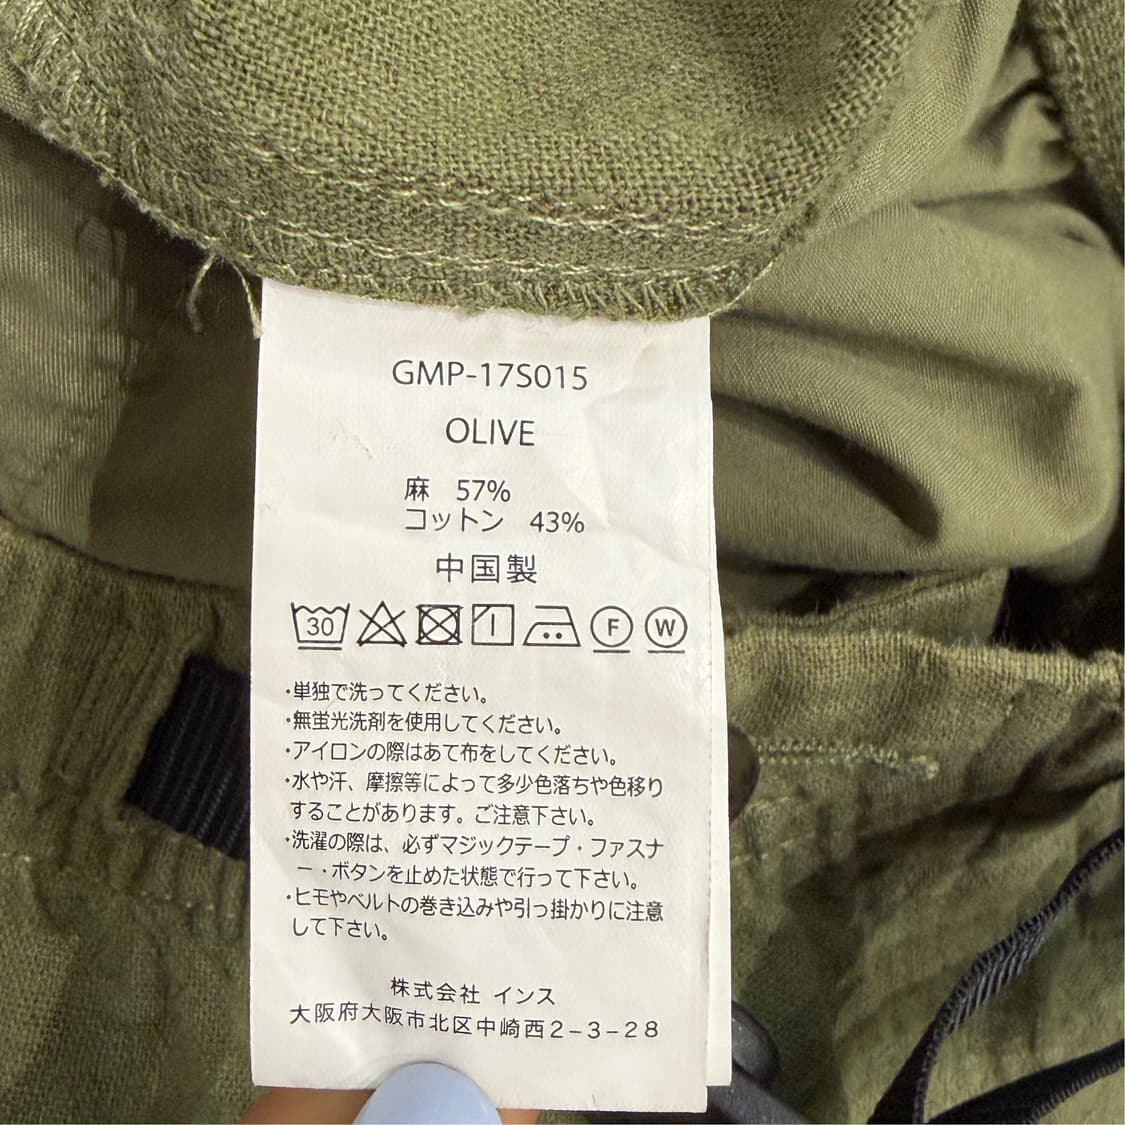 GMP-17S015
OLIVE
麻 57%
コットン 43%
中国製
30 F W
・単独で洗ってください。
・無蛍光洗剤を使用してください。
・アイロンの際はあて布をしてください。
・水や汗、摩擦等によって多少色落ちや色移り
することがあります。ご注意下さい。
・洗濯の際は、必ずマジックテープ・ファスナ
ー・ボタンを止めた状態で行って下さい。
・ヒモやベルトの巻き込みや引っ掛かりに注意
して下さい。
株式会社 インス
大阪府大阪市北区中崎西2-3-28